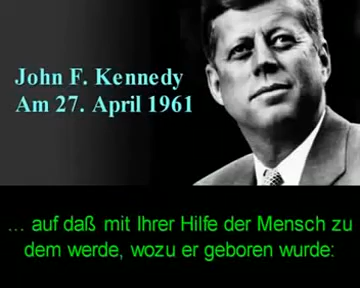 John F. Kennedy
Am 27. April 1961
... auf daß mit Ihrer Hilfe der Mensch zu
dem werde, wozu er geboren wurde: